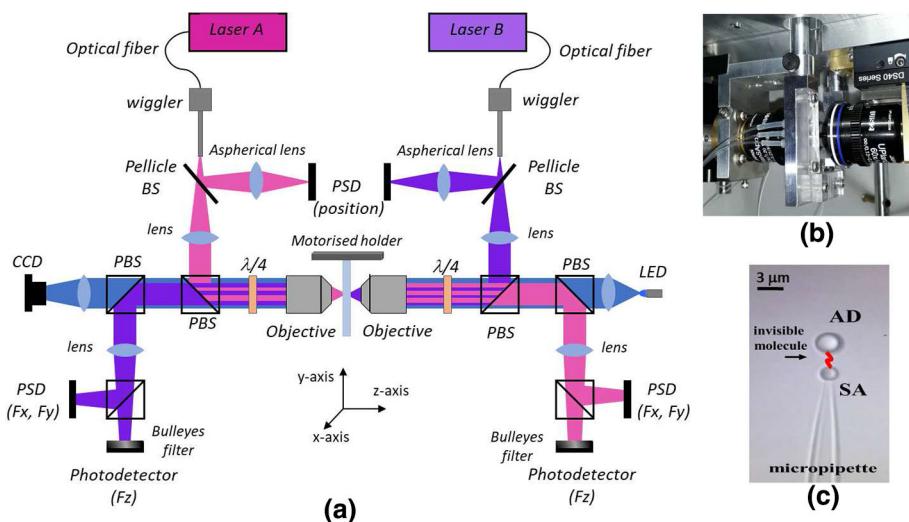 Laser A
Laser B
Optical fiber
Optical fiber
wiggler
wiggler
Aspherical lens
Aspherical lens
Pellicle
BS
Pellicle
BS
PSD
(position)
lens
lens
Motorised holder
CCD
PBS
λ/4
λ/4
PBS
LED
PBS
Objective
Objective
PBS
lens
lens
y-axis
z-axis
x-axis
PSD
(Fx, Fy)
PSD
(Fx, Fy)
Bulleyes
filter
Bulleyes
filter
Photodetector
(Fz)
Photodetector
(Fz)
(a)
DS40 Series
(b)
3 µm
AD
invisible
molecule
SA
micropipette
(c)